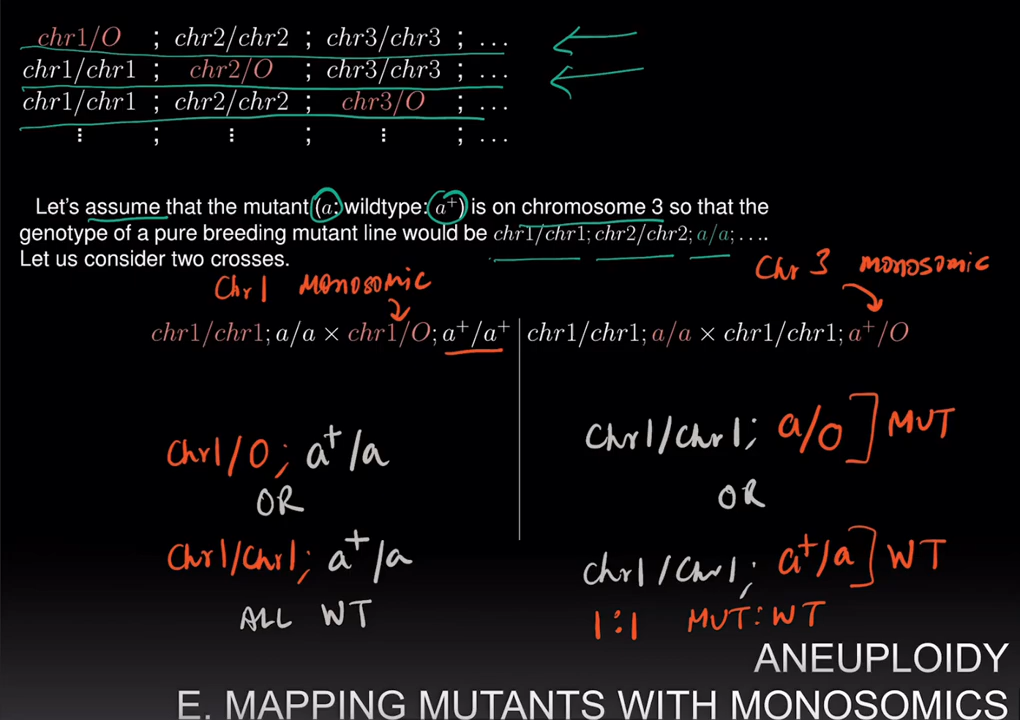 chr1/O ; chr2/chr2 ; chr3/chr3 ; ...
chr1/chr1 ; chr2/O ; chr3/chr3 ; ...
chr1/chr1 ; chr2/chr2 ; chr3/O ; ...
⋮ ; ⋮ ; ⋮ ; ...
Let's assume that the mutant (a; wildtype: a⁺) is on chromosome 3 so that the
genotype of a pure breeding mutant line would be chr1/chr1; chr2/chr2; a/a; ....
Let us consider two crosses.
Chr1 MONOSOMIC
Chr 3 MONOSOMIC
chr1/chr1; a/a × chr1/O; a⁺/a⁺
chr1/chr1; a/a × chr1/chr1; a⁺/O
Chr1/O; a⁺/a
OR
Chr1/Chr1; a⁺/a
ALL WT
Chr1/Chr1; a/O ] MUT
OR
Chr1/Chr1; a⁺/a ] WT
1:1 MUT:WT
ANEUPLOIDY
E. MAPPING MUTANTS WITH MONOSOMICS